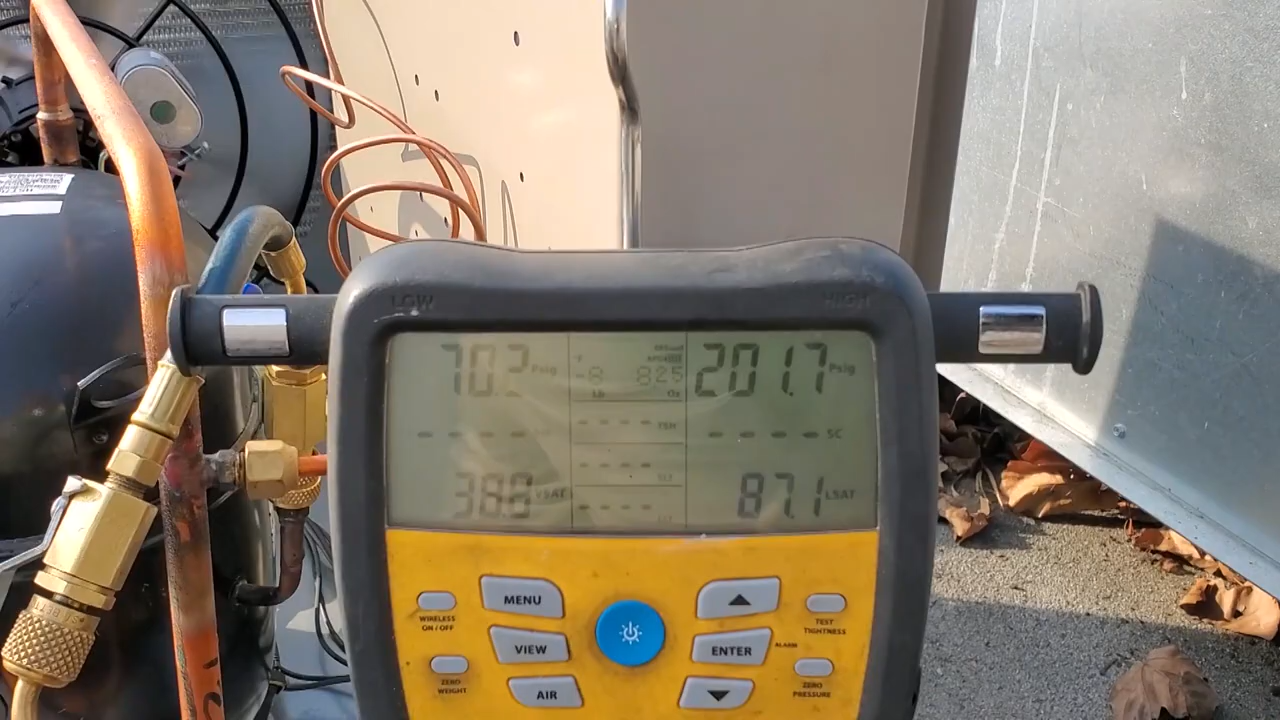 LOW HIGH
70.2 Psig
°F
-8 825
Lb Oz
201.7 Psig
- - - -
- - - -
- - - - SC
- - - -
38.8 VSAT
- - - -
87.1 LSAT
MENU
WIRELESS
ON / OFF
TEST
TIGHTNESS
VIEW
ENTER
ALARM
ZERO
WEIGHT
ZERO
PRESSURE
AIR